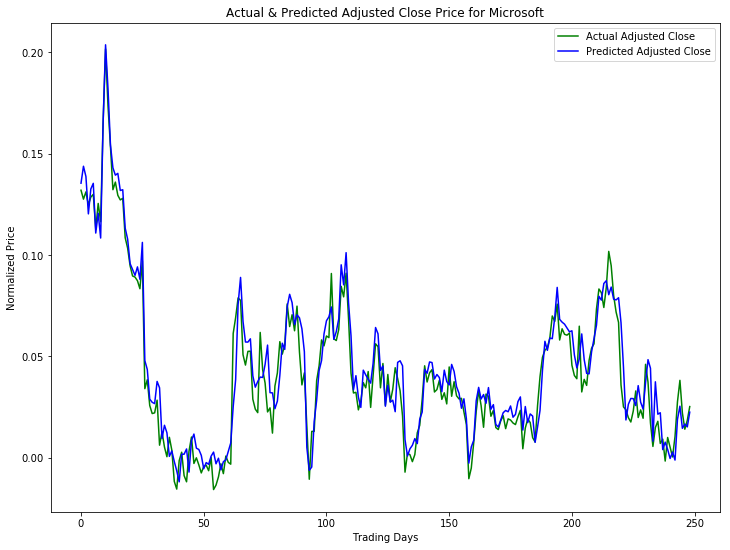 Actual & Predicted Adjusted Close Price for Microsoft
Actual Adjusted Close
Predicted Adjusted Close
Normalized Price
0.20
0.15
0.10
0.05
0.00
0
50
100
150
200
250
Trading Days